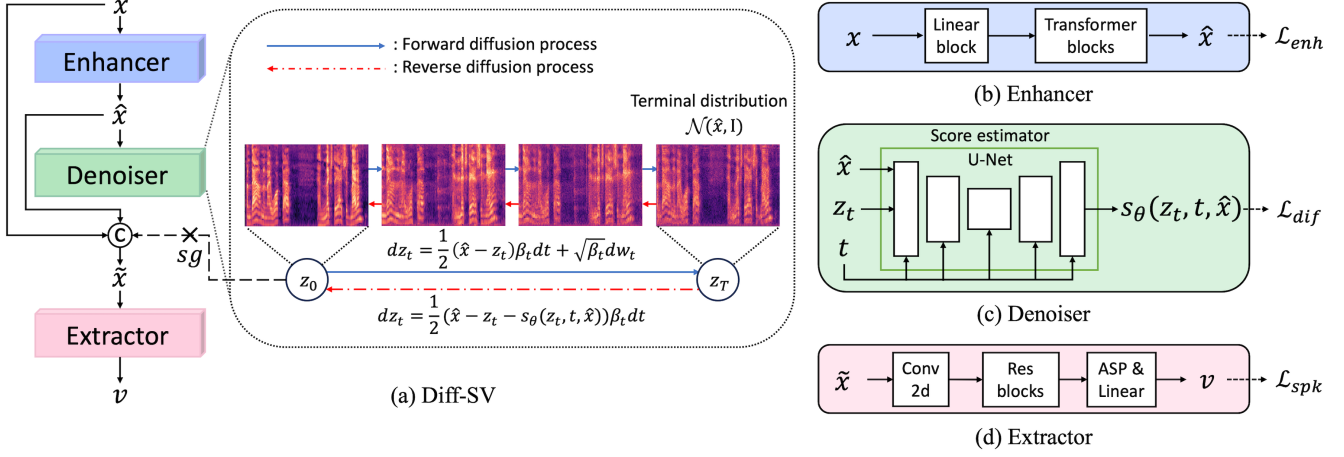 x
Enhancer
x̂
Denoiser
C
sg
x̃
Extractor
v
: Forward diffusion process
: Reverse diffusion process
Terminal distribution
𝒩(x̂, I)
dz_t = 1/2 (x̂ − z_t)β_t dt + √β_t dw_t
z_0
z_T
dz_t = 1/2 (x̂ − z_t − s_θ(z_t, t, x̂))β_t dt
(a) Diff-SV
x
Linear
block
Transformer
blocks
x̂
ℒ_enh
(b) Enhancer
Score estimator
U-Net
x̂
z_t
t
s_θ(z_t, t, x̂)
ℒ_dif
(c) Denoiser
x̃
Conv
2d
Res
blocks
ASP &
Linear
v
ℒ_spk
(d) Extractor